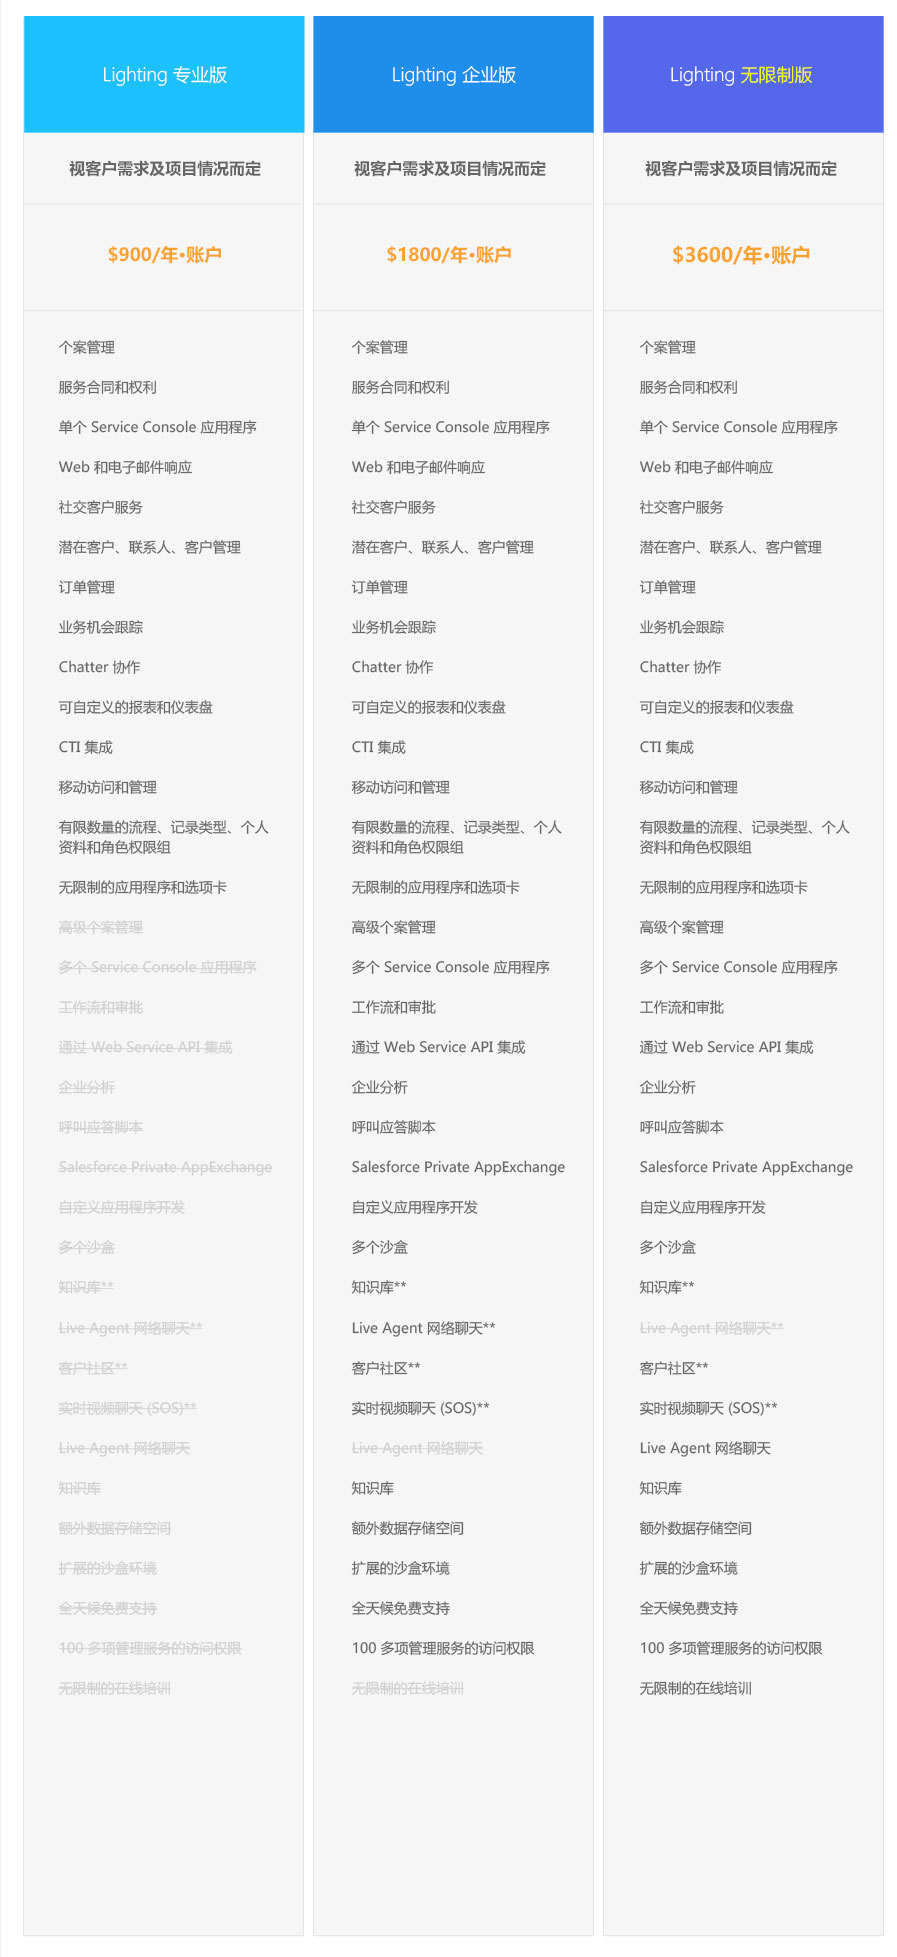 Lighting 专业版
视客户需求及项目情况而定
$900/年•账户
个案管理
服务合同和权利
单个 Service Console 应用程序
Web 和电子邮件响应
社交客户服务
潜在客户、联系人、客户管理
订单管理
业务机会跟踪
Chatter 协作
可自定义的报表和仪表盘
CTI 集成
移动访问和管理
有限数量的流程、记录类型、个人
资料和角色权限组
无限制的应用程序和选项卡
高级个案管理
多个 Service Console 应用程序
工作流和审批
通过 Web Service API 集成
企业分析
呼叫应答脚本
Salesforce Private AppExchange
自定义应用程序开发
多个沙盒
知识库**
Live Agent 网络聊天**
客户社区**
实时视频聊天 (SOS)**
Live Agent 网络聊天
知识库
额外数据存储空间
扩展的沙盒环境
全天候免费支持
100 多项管理服务的访问权限
无限制的在线培训
Lighting 企业版
视客户需求及项目情况而定
$1800/年•账户
个案管理
服务合同和权利
单个 Service Console 应用程序
Web 和电子邮件响应
社交客户服务
潜在客户、联系人、客户管理
订单管理
业务机会跟踪
Chatter 协作
可自定义的报表和仪表盘
CTI 集成
移动访问和管理
有限数量的流程、记录类型、个人
资料和角色权限组
无限制的应用程序和选项卡
高级个案管理
多个 Service Console 应用程序
工作流和审批
通过 Web Service API 集成
企业分析
呼叫应答脚本
Salesforce Private AppExchange
自定义应用程序开发
多个沙盒
知识库**
Live Agent 网络聊天**
客户社区**
实时视频聊天 (SOS)**
Live Agent 网络聊天
知识库
额外数据存储空间
扩展的沙盒环境
全天候免费支持
100 多项管理服务的访问权限
无限制的在线培训
Lighting 无限制版
视客户需求及项目情况而定
$3600/年•账户
个案管理
服务合同和权利
单个 Service Console 应用程序
Web 和电子邮件响应
社交客户服务
潜在客户、联系人、客户管理
订单管理
业务机会跟踪
Chatter 协作
可自定义的报表和仪表盘
CTI 集成
移动访问和管理
有限数量的流程、记录类型、个人
资料和角色权限组
无限制的应用程序和选项卡
高级个案管理
多个 Service Console 应用程序
工作流和审批
通过 Web Service API 集成
企业分析
呼叫应答脚本
Salesforce Private AppExchange
自定义应用程序开发
多个沙盒
知识库**
Live Agent 网络聊天**
客户社区**
实时视频聊天 (SOS)**
Live Agent 网络聊天
知识库
额外数据存储空间
扩展的沙盒环境
全天候免费支持
100 多项管理服务的访问权限
无限制的在线培训